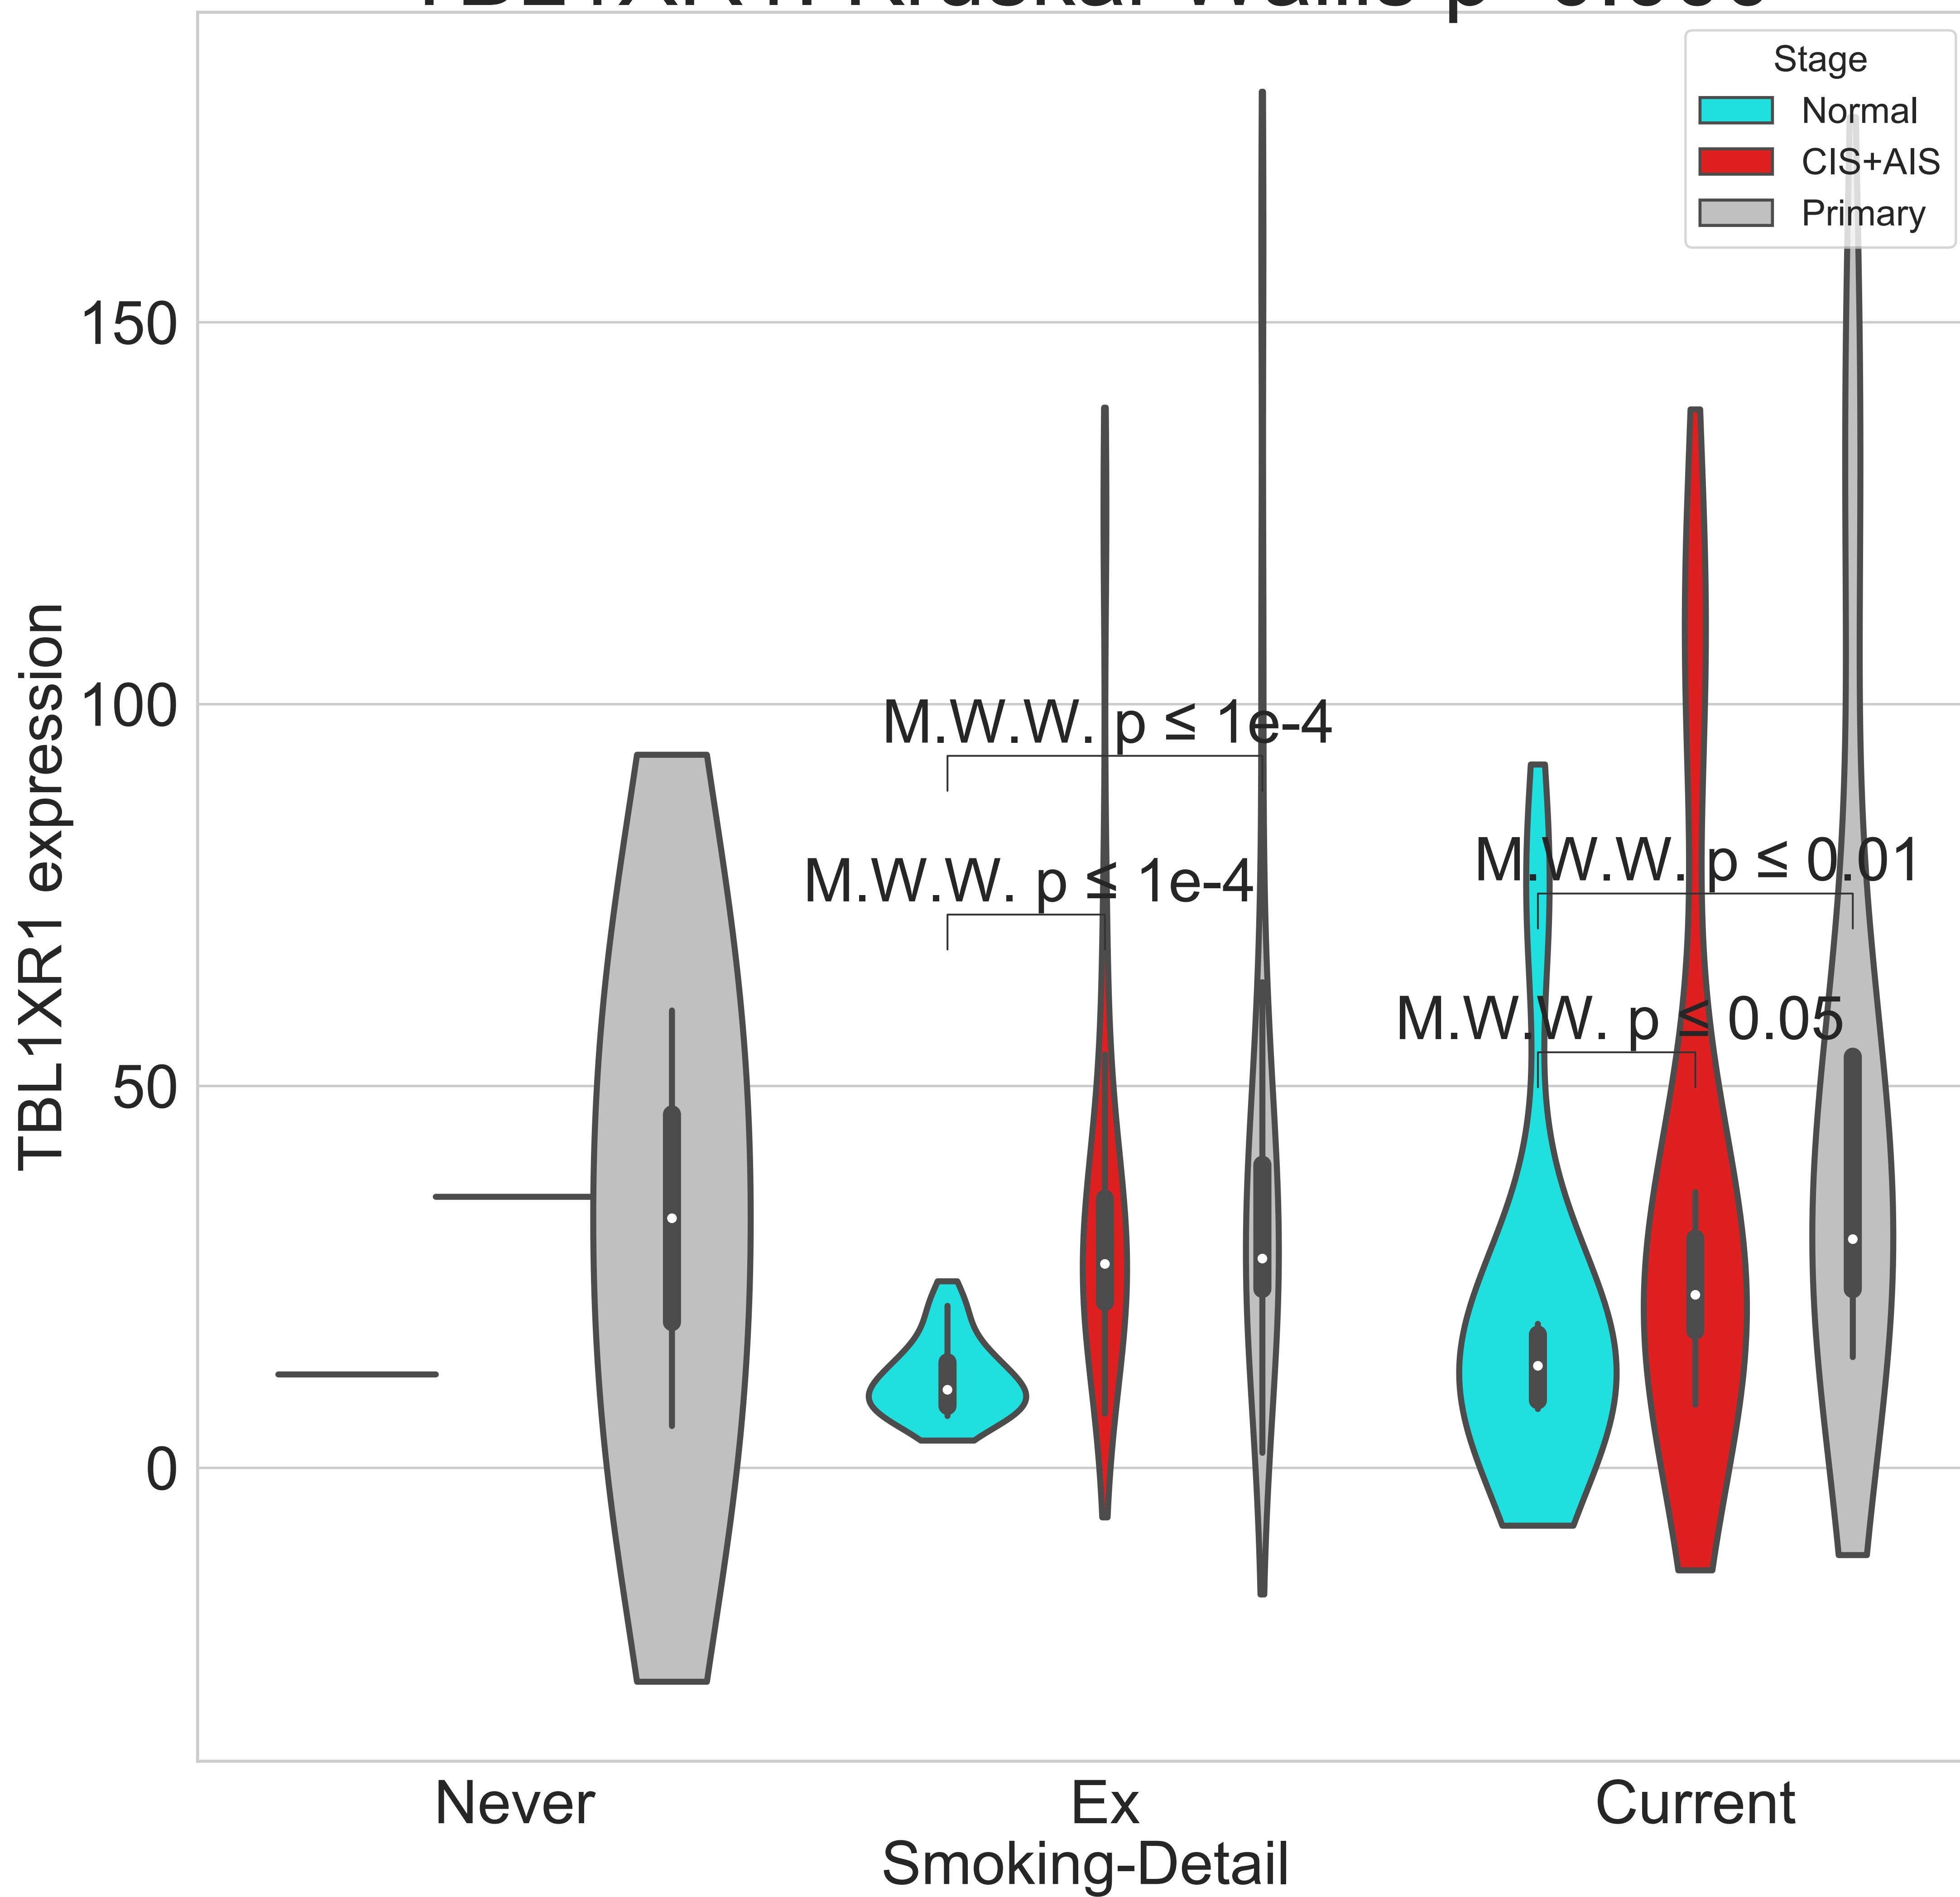 Stage
Normal
CIS+AIS
Primary
150
100
50
0
TBL1XR1 expression
M.W.W. p ≤ 1e-4
M.W.W. p ≤ 1e-4
M.W.W. p ≤ 0.01
M.W.W. p ≤ 0.05
Never
Ex
Current
Smoking-Detail